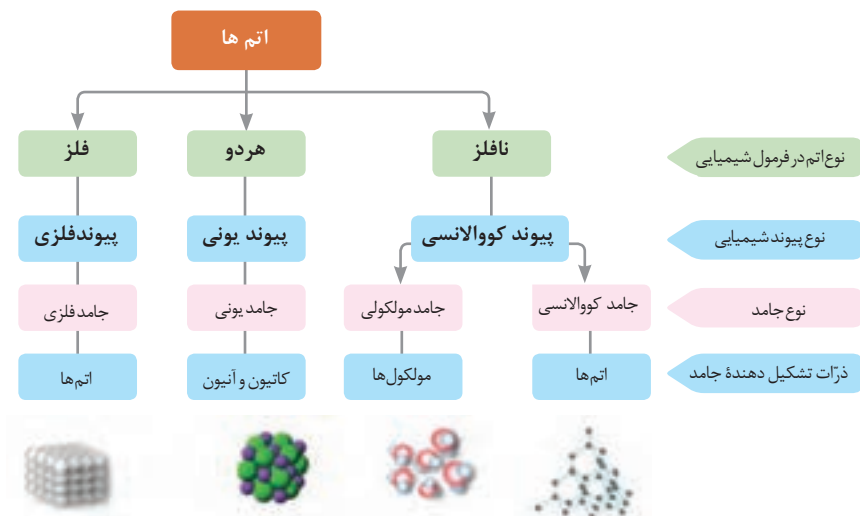 اتم ها
نوع اتم در فرمول شیمیایی
نافلز
هردو
فلز
نوع پیوند شیمیایی
پیوند کووالانسی
پیوند یونی
پیوندفلزی
نوع جامد
جامد کووالانسی
جامد مولکولی
جامد یونی
جامد فلزی
ذرّات تشکیل دهندۀ جامد
اتم‌ها
مولکول‌ها
کاتیون و آنیون
اتم‌ها